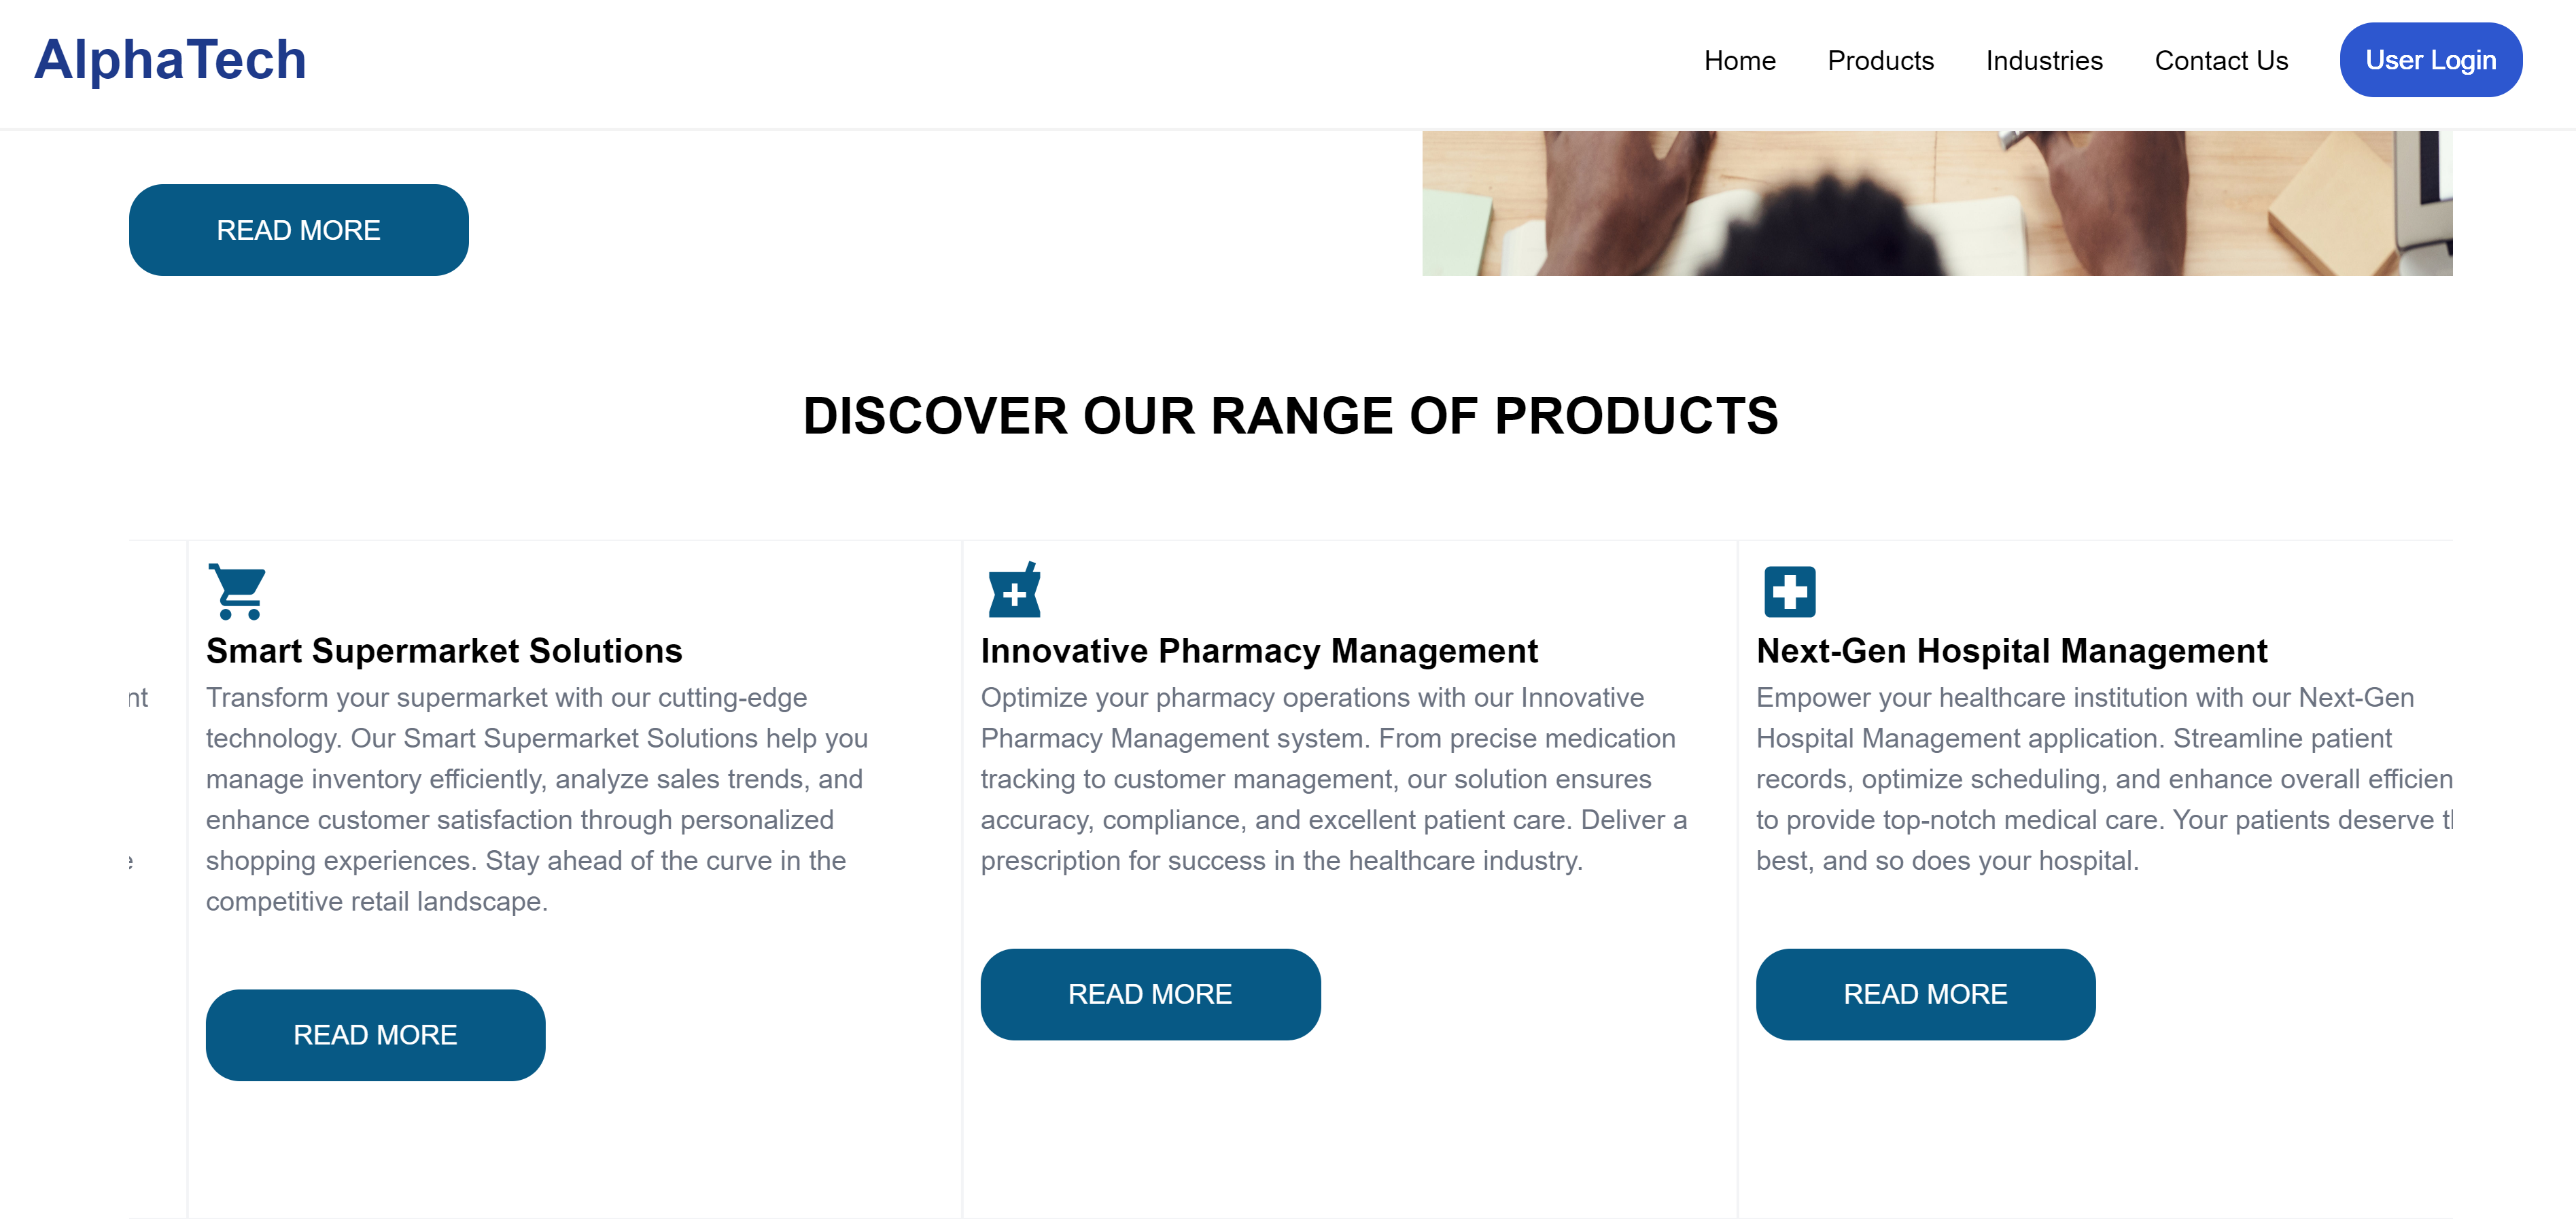 AlphaTech
Home
Products
Industries
Contact Us
User Login
READ MORE
DISCOVER OUR RANGE OF PRODUCTS
Smart Supermarket Solutions
Transform your supermarket with our cutting-edge
technology. Our Smart Supermarket Solutions help you
manage inventory efficiently, analyze sales trends, and
enhance customer satisfaction through personalized
shopping experiences. Stay ahead of the curve in the
competitive retail landscape.
READ MORE
Innovative Pharmacy Management
Optimize your pharmacy operations with our Innovative
Pharmacy Management system. From precise medication
tracking to customer management, our solution ensures
accuracy, compliance, and excellent patient care. Deliver a
prescription for success in the healthcare industry.
READ MORE
Next-Gen Hospital Management
Empower your healthcare institution with our Next-Gen
Hospital Management application. Streamline patient
records, optimize scheduling, and enhance overall
to provide top-notch medical care. Your patients deserve
best, and so does your hospital.
READ MORE